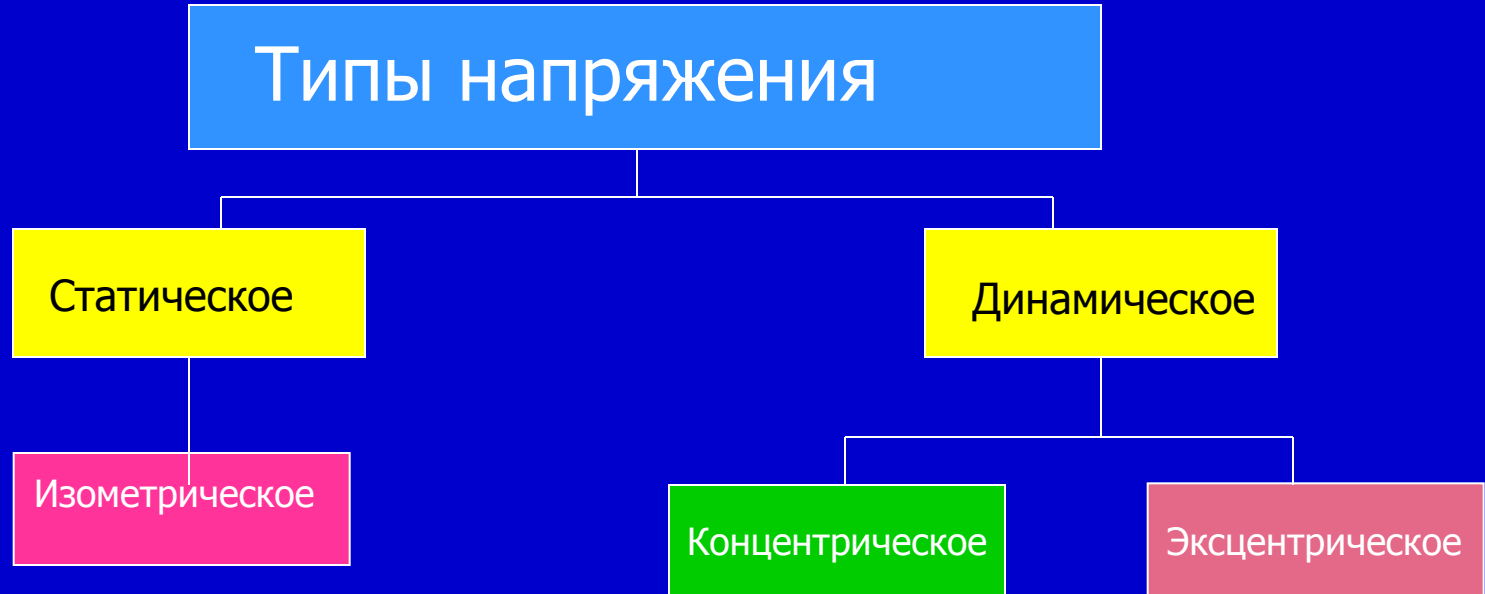 Типы напряжения
Статическое
Динамическое
Изометрическое
Концентрическое
Эксцентрическое